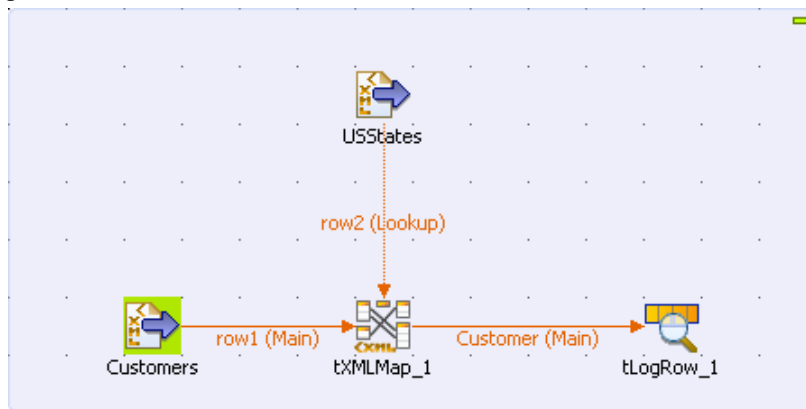 USStates
row2 (Lookup)
row1 (Main)
Customer (Main)
Customers
tXMLMap_1
tLogRow_1